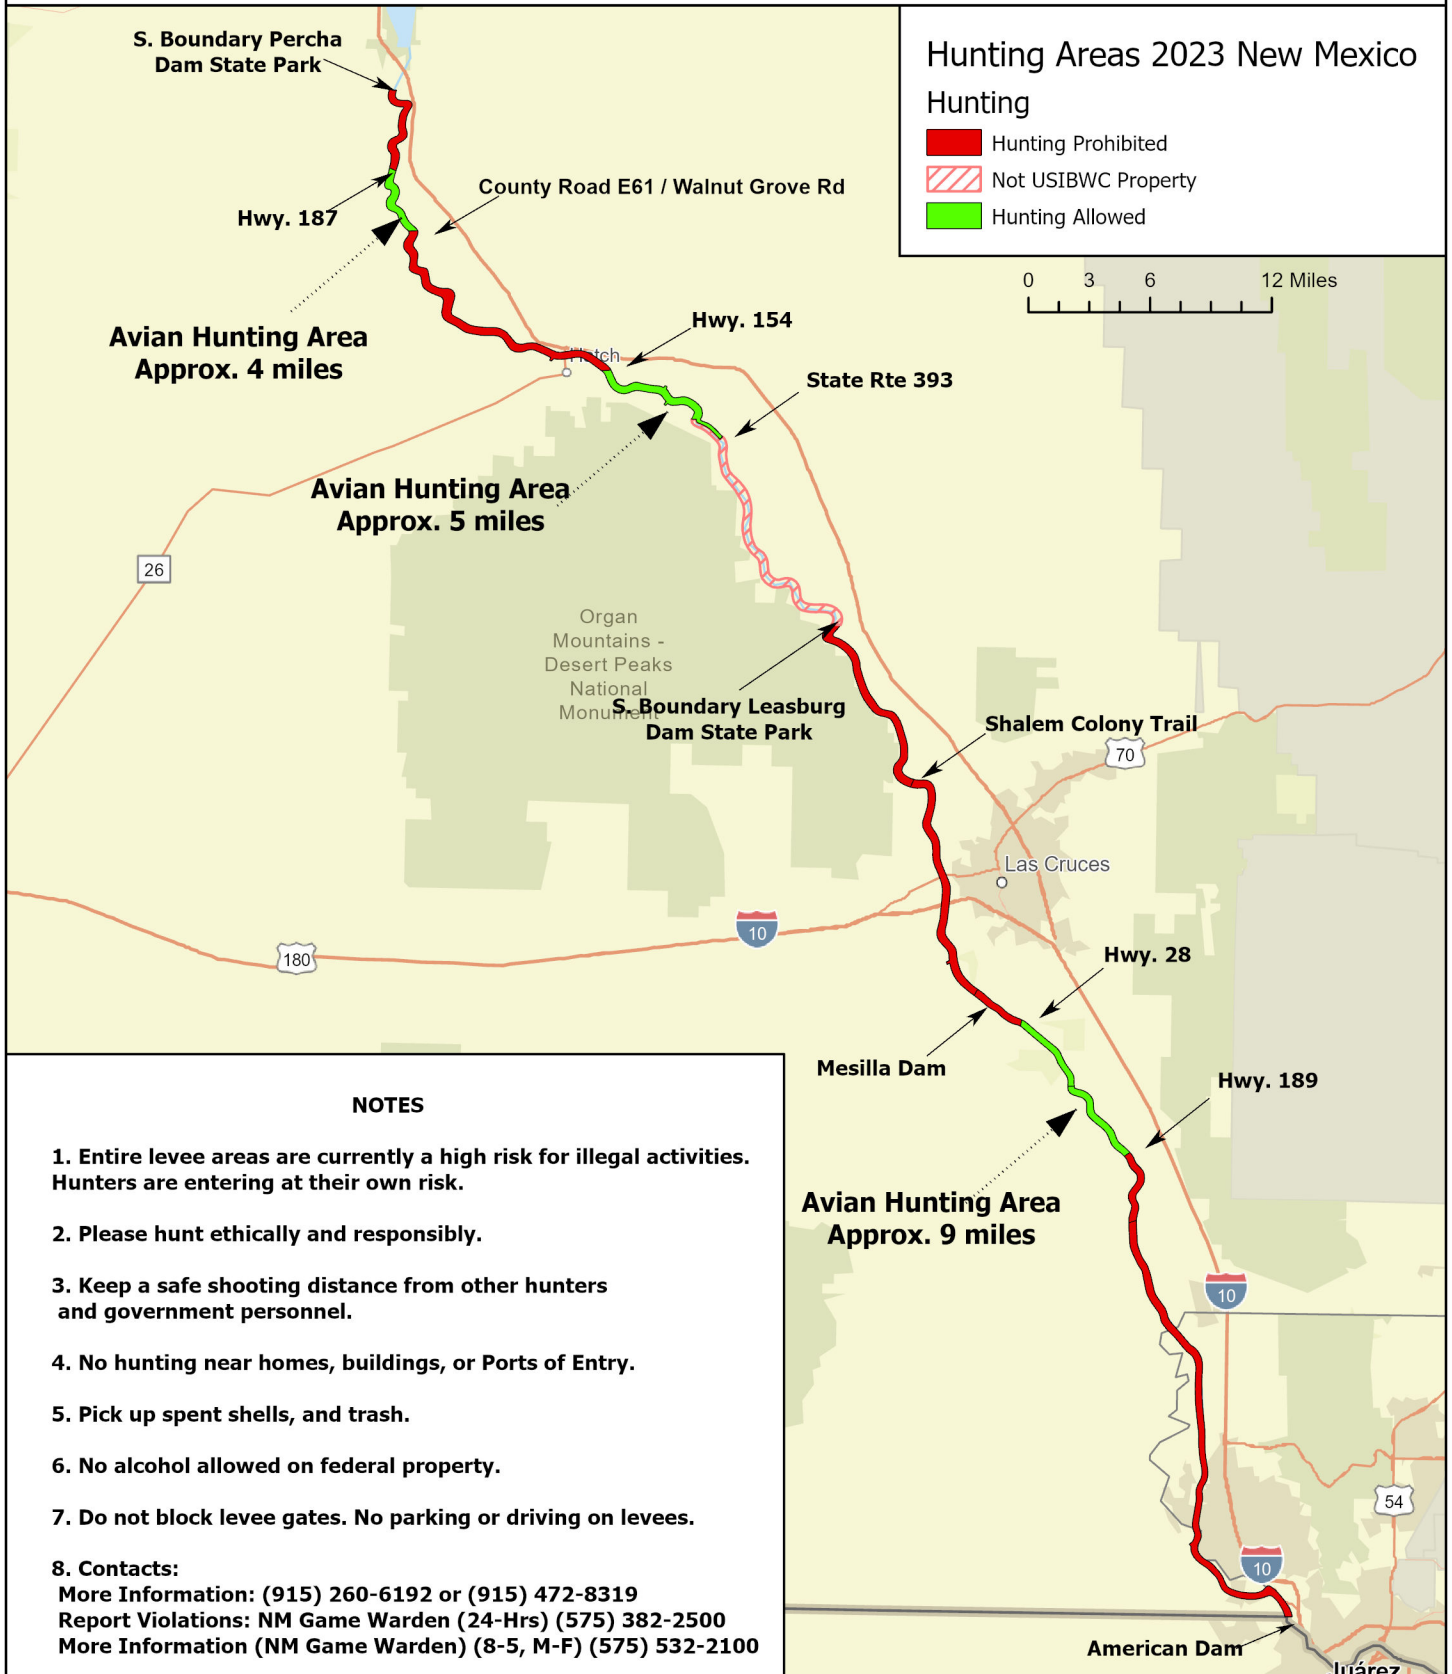 S. Boundary Percha
Dam State Park
Hunting Areas 2023 New Mexico
Hunting
Hunting Prohibited
Not USIBWC Property
Hunting Allowed
0 3 6 12 Miles
County Road E61 / Walnut Grove Rd
Hwy. 187
Avian Hunting Area
Approx. 4 miles
Hwy. 154
Hatch
State Rte 393
Avian Hunting Area
Approx. 5 miles
26
Organ
Mountains -
Desert Peaks
National
Monument
S. Boundary Leasburg
Dam State Park
Shalem Colony Trail
70
Las Cruces
10
180
Hwy. 28
Mesilla Dam
Hwy. 189
Avian Hunting Area
Approx. 9 miles
10
54
10
American Dam
Juárez
NOTES
1. Entire levee areas are currently a high risk for illegal activities.
Hunters are entering at their own risk.
2. Please hunt ethically and responsibly.
3. Keep a safe shooting distance from other hunters
and government personnel.
4. No hunting near homes, buildings, or Ports of Entry.
5. Pick up spent shells, and trash.
6. No alcohol allowed on federal property.
7. Do not block levee gates. No parking or driving on levees.
8. Contacts:
More Information: (915) 260-6192 or (915) 472-8319
Report Violations: NM Game Warden (24-Hrs) (575) 382-2500
More Information (NM Game Warden) (8-5, M-F) (575) 532-2100